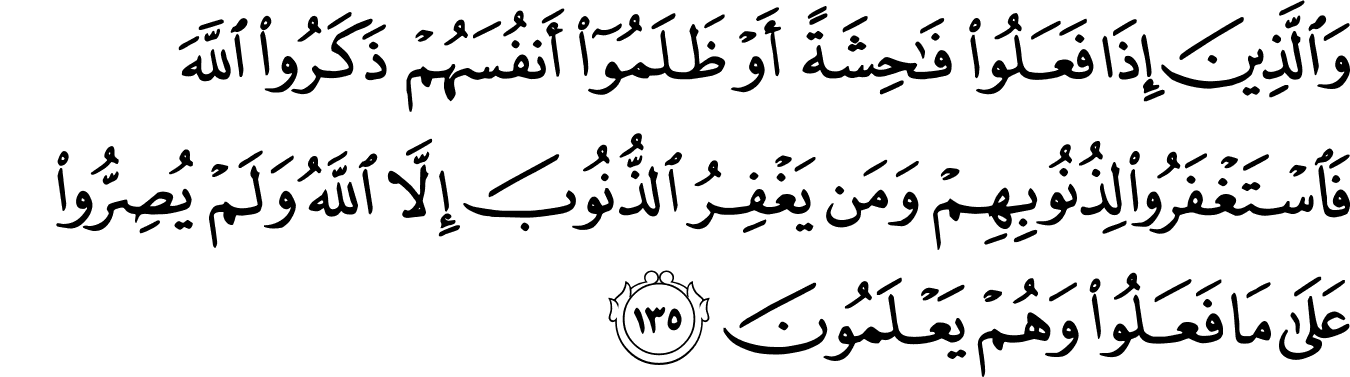 وَٱلَّذِينَ إِذَا فَعَلُوا۟ فَـٰحِشَةً أَوْ ظَلَمُوٓا۟ أَنفُسَهُمْ ذَكَرُوا۟ ٱللَّهَ
فَٱسْتَغْفَرُوا۟ لِذُنُوبِهِمْ وَمَن يَغْفِرُ ٱلذُّنُوبَ إِلَّا ٱللَّهُ وَلَمْ يُصِرُّوا۟
عَلَىٰ مَا فَعَلُوا۟ وَهُمْ يَعْلَمُونَ ١٣٥